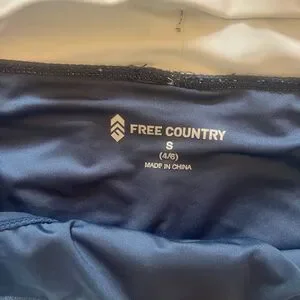 FREE COUNTRY
S
(4/6)
MADE IN CHINA